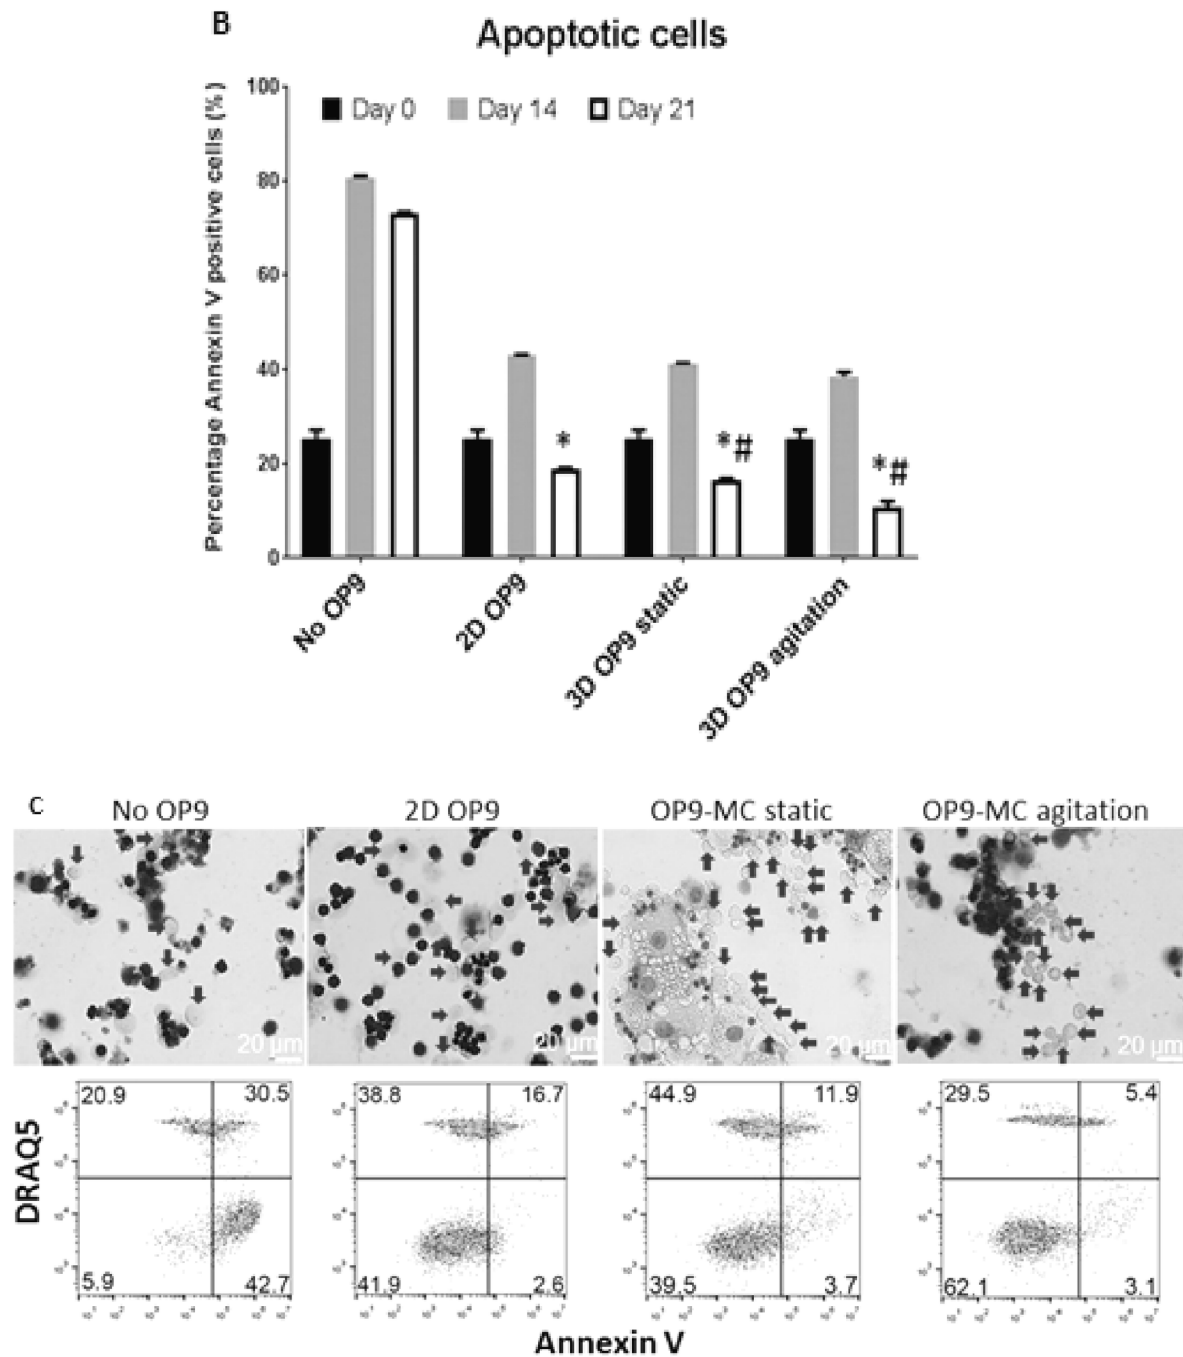 B
Apoptotic cells
Percentage Annexin V positive cells (%)
100
80
60
40
20
0
Day 0 Day 14 Day 21
*
*#
*#
No OP9
2D OP9
3D OP9 static
3D OP9 agitation
C
No OP9 2D OP9 OP9-MC static OP9-MC agitation
20 µm 20 µm 20 µm 20 µm
20.9 30.5 38.8 16.7 44.9 11.9 29.5 5.4
DRAQ5
5.9 42.7 41.9 2.6 39.5 3.7 62.1 3.1
Annexin V